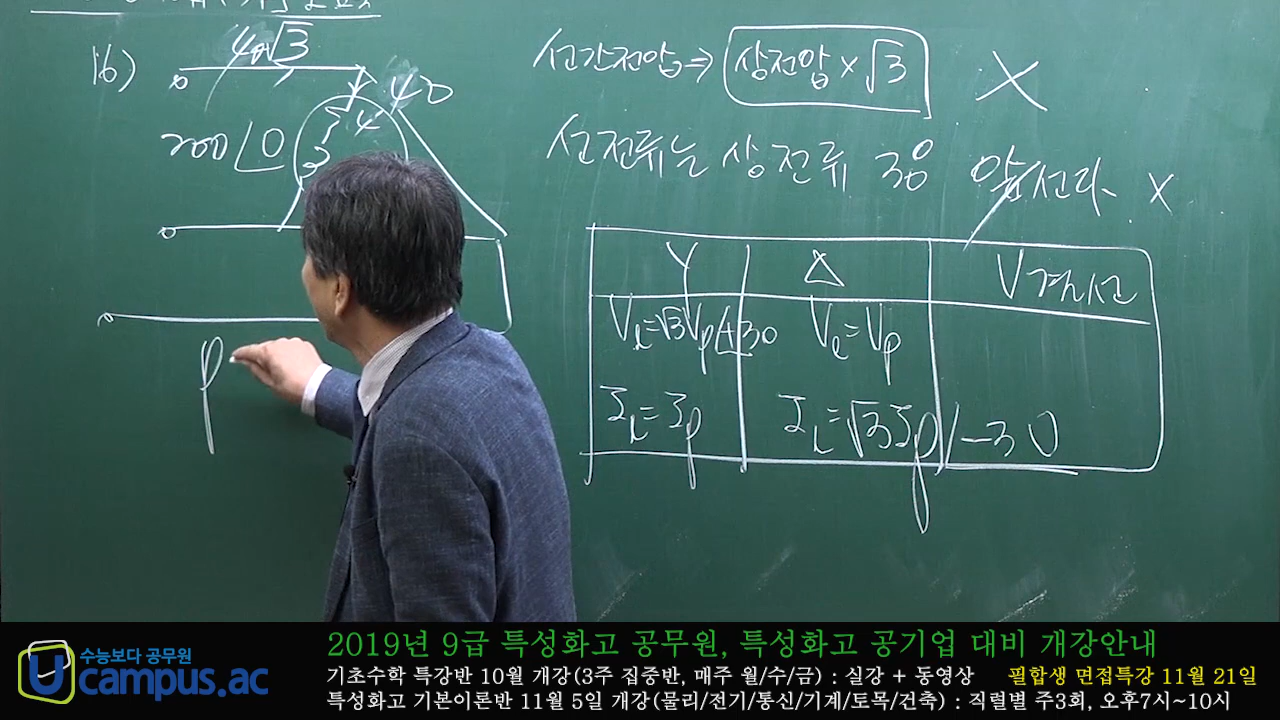 16)
40√3
40
200∠0
3 4
P
선간전압⇒ 상전압×√3 X
선전류는 상전류 30° 앞선다. X
Y Δ V결선
V_L=√3V_P∠+30 V_L=V_P
I_L=I_P I_L=√3I_P∠-30
2019년 9급 특성화고 공무원, 특성화고 공기업 대비 개강안내
수능보다 공무원
Ucampus.ac
기초수학 특강반 10월 개강(3주 집중반, 매주 월/수/금) : 실강 + 동영상 필합생 면접특강 11월 21일
특성화고 기본이론반 11월 5일 개강(물리/전기/통신/기계/토목/건축) : 직렬별 주3회, 오후7시~10시